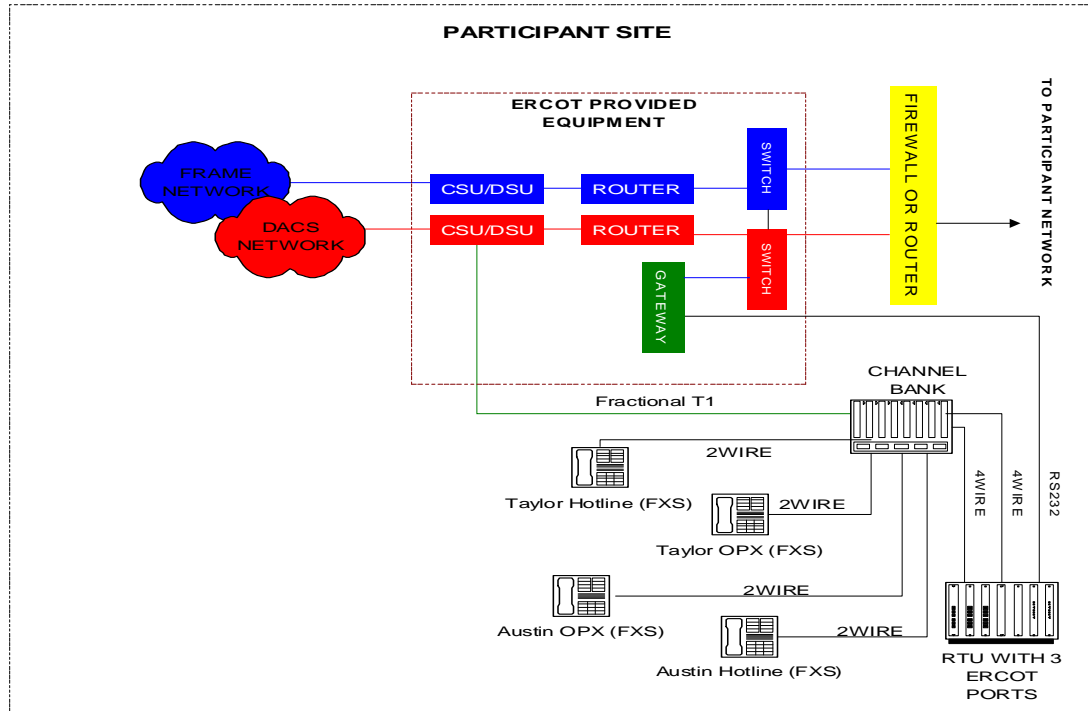 PARTICIPANT SITE
ERCOT PROVIDED
EQUIPMENT
FRAME
NETWORK
DACS
NETWORK
CSU/DSU
ROUTER
SWITCH
CSU/DSU
ROUTER
SWITCH
GATEWAY
FIREWALL OR ROUTER
TO PARTICIPANT NETWORK
CHANNEL
BANK
Fractional T1
2WIRE
Taylor Hotline (FXS)
2WIRE
Taylor OPX (FXS)
2WIRE
Austin OPX (FXS)
2WIRE
Austin Hotline (FXS)
4WIRE
4WIRE
RS232
RTU WITH 3
ERCOT
PORTS